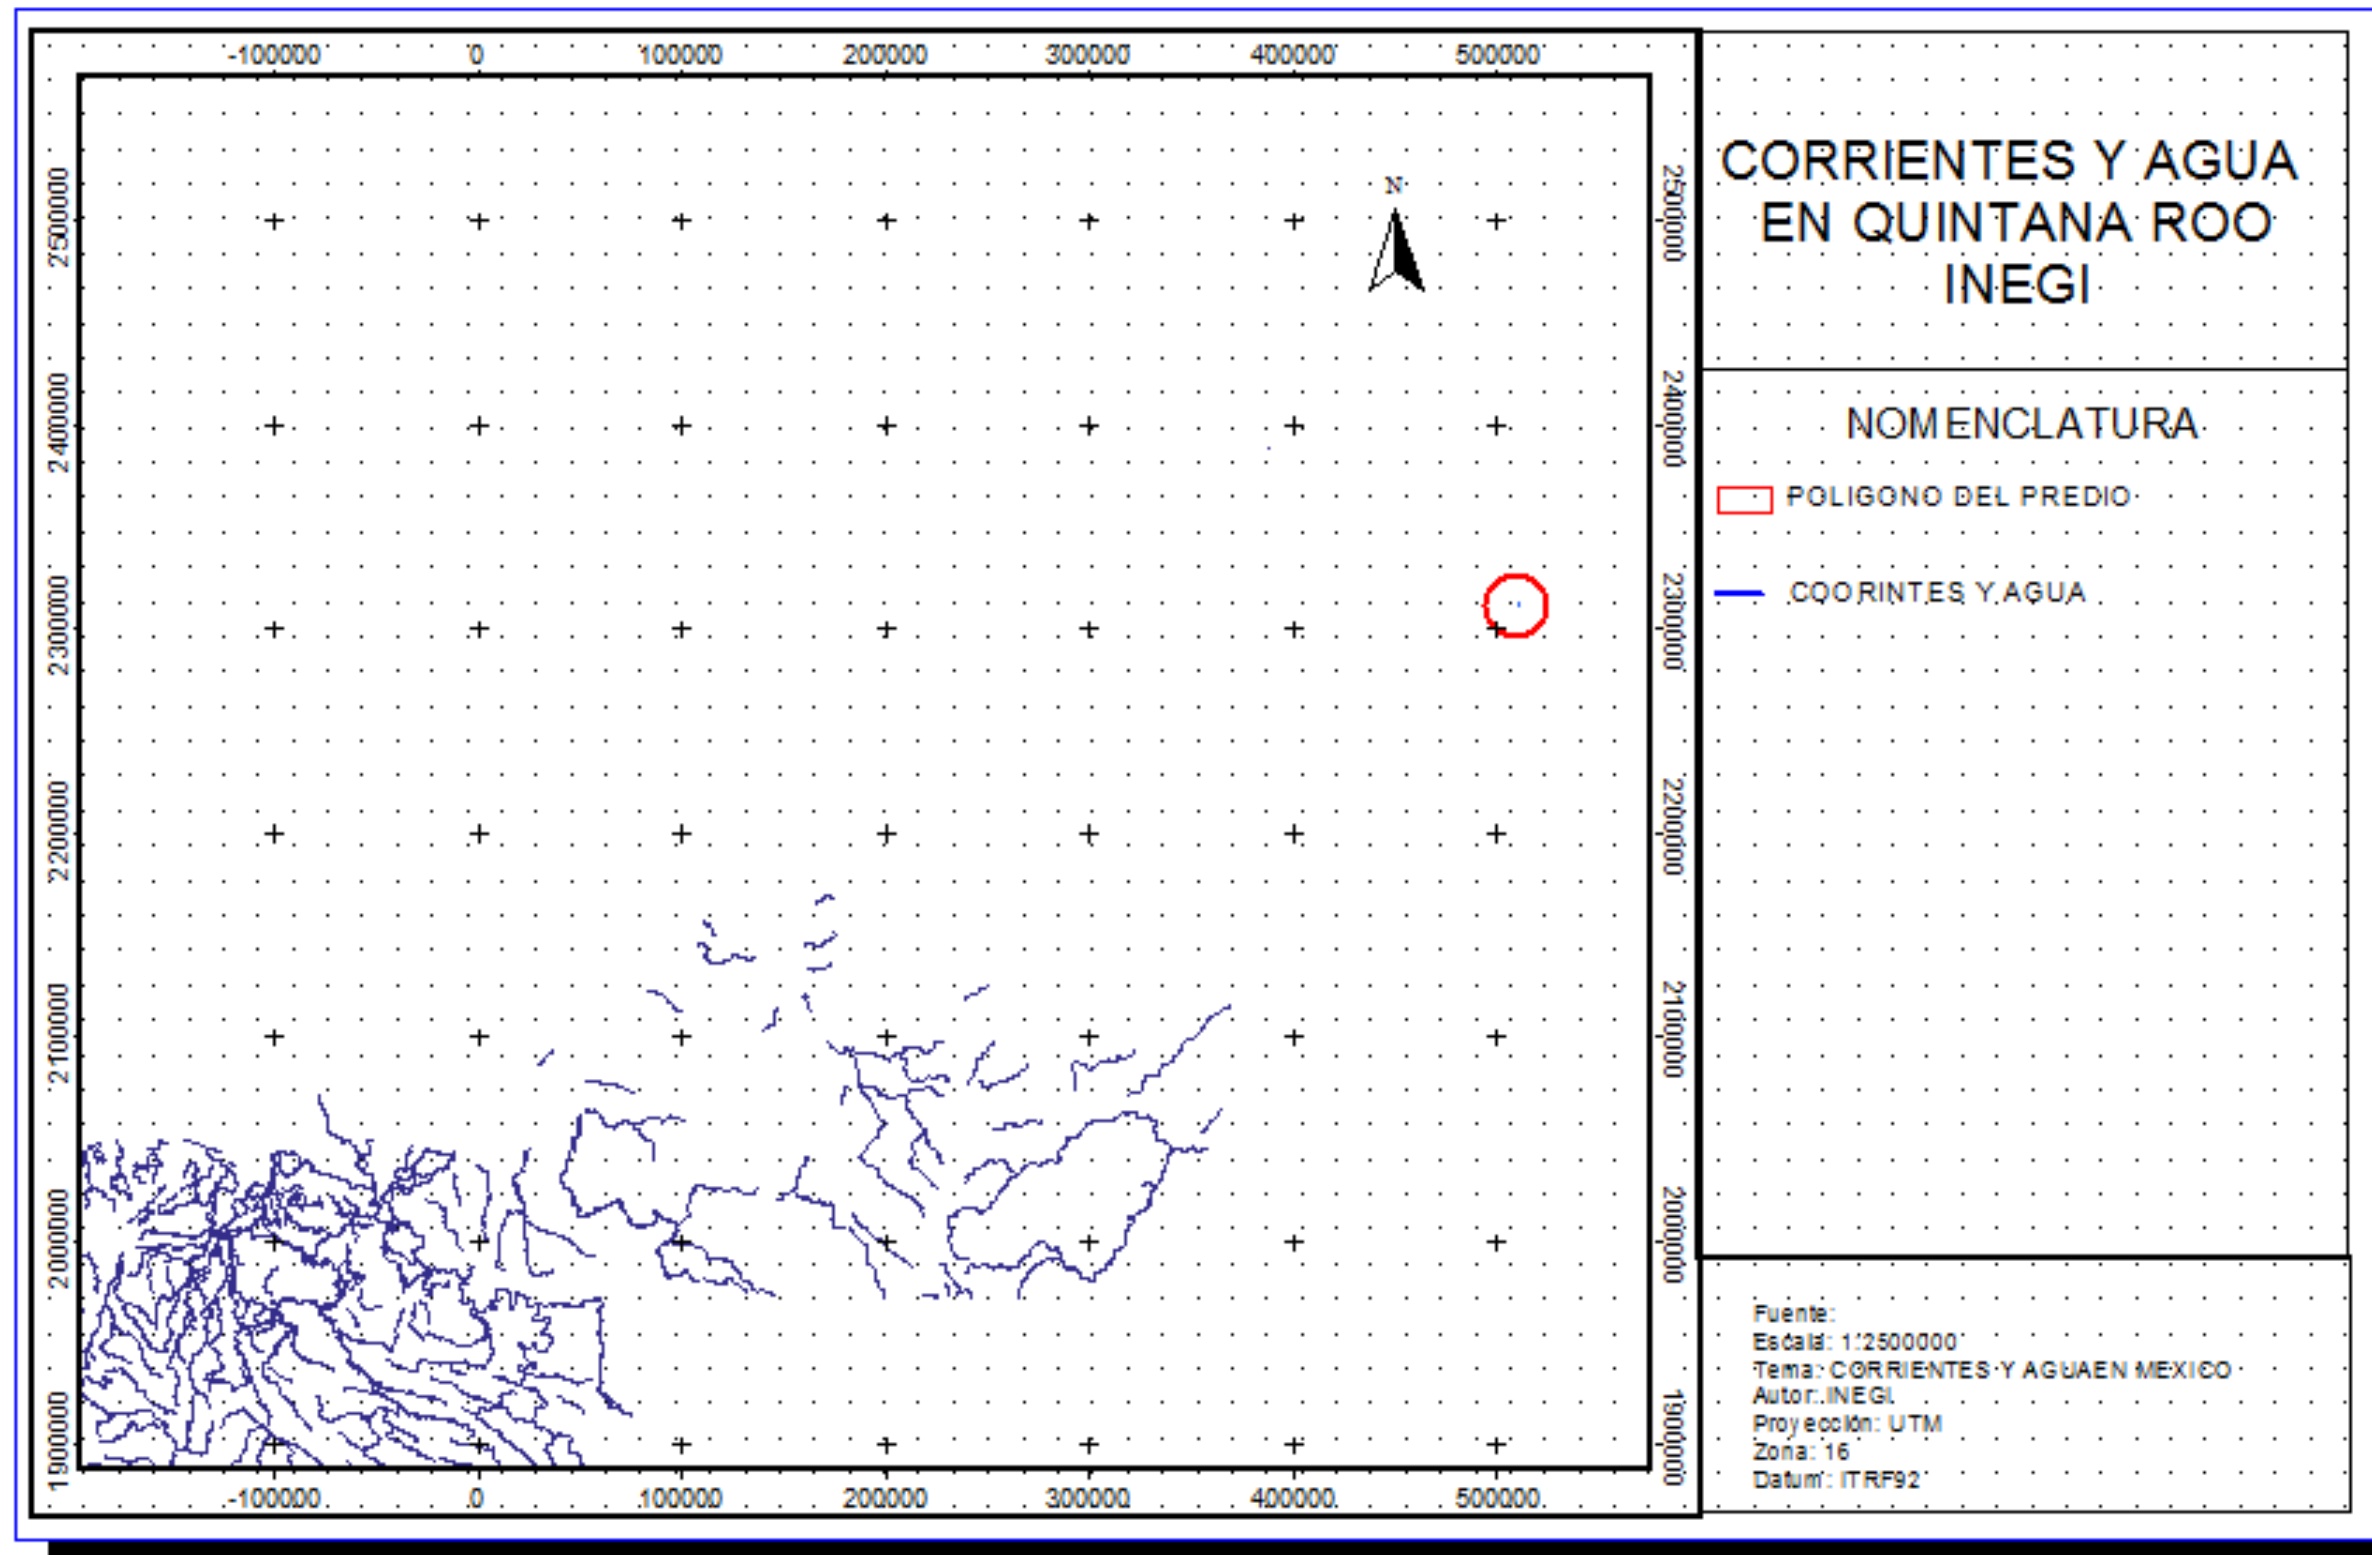 -100000 0 100000 200000 300000 400000 500000
2500000 2500000
2400000 2400000
2300000 2300000
2200000 2200000
2100000 2100000
2000000 2000000
1900000 1900000
-100000 0 100000 200000 300000 400000 500000
N
CORRIENTES Y AGUA
EN QUINTANA ROO
INEGI
NOMENCLATURA
POLIGONO DEL PREDIO
COORINTES Y AGUA
Fuente:
Escala: 1:2500000
Tema: CORRIENTES Y AGUAEN MEXICO
Autor: INEGI
Proyección: UTM
Zona: 16
Datum: ITRF92